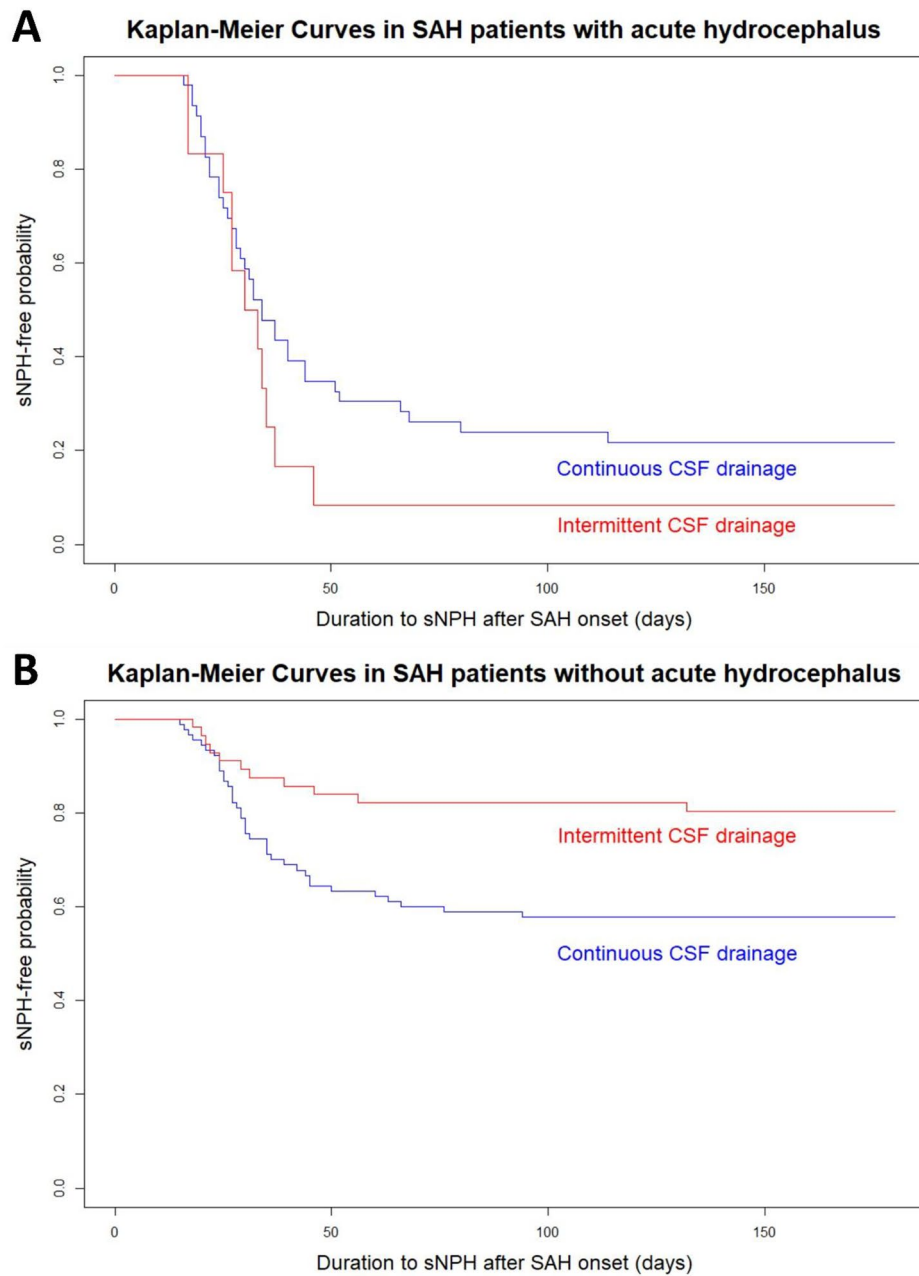 A
Kaplan-Meier Curves in SAH patients with acute hydrocephalus
1.0
0.8
0.6
0.4
0.2
0.0
sNPH-free probability
Continuous CSF drainage
Intermittent CSF drainage
0 50 100 150
Duration to sNPH after SAH onset (days)
B
Kaplan-Meier Curves in SAH patients without acute hydrocephalus
1.0
0.8
0.6
0.4
0.2
0.0
sNPH-free probability
Intermittent CSF drainage
Continuous CSF drainage
0 50 100 150
Duration to sNPH after SAH onset (days)